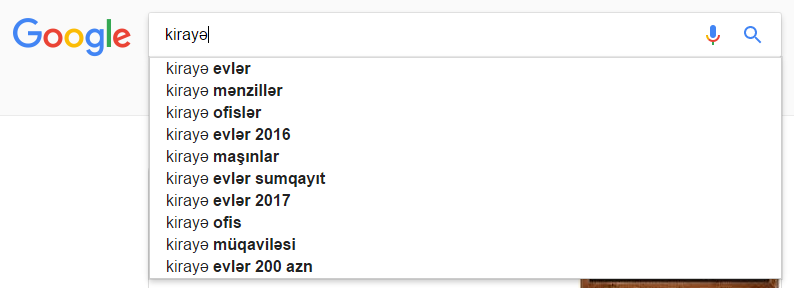 Google
kirayə
kirayə evlər
kirayə mənzillər
kirayə ofislər
kirayə evlər 2016
kirayə maşınlar
kirayə evlər sumqayıt
kirayə evlər 2017
kirayə ofis
kirayə müqaviləsi
kirayə evlər 200 azn